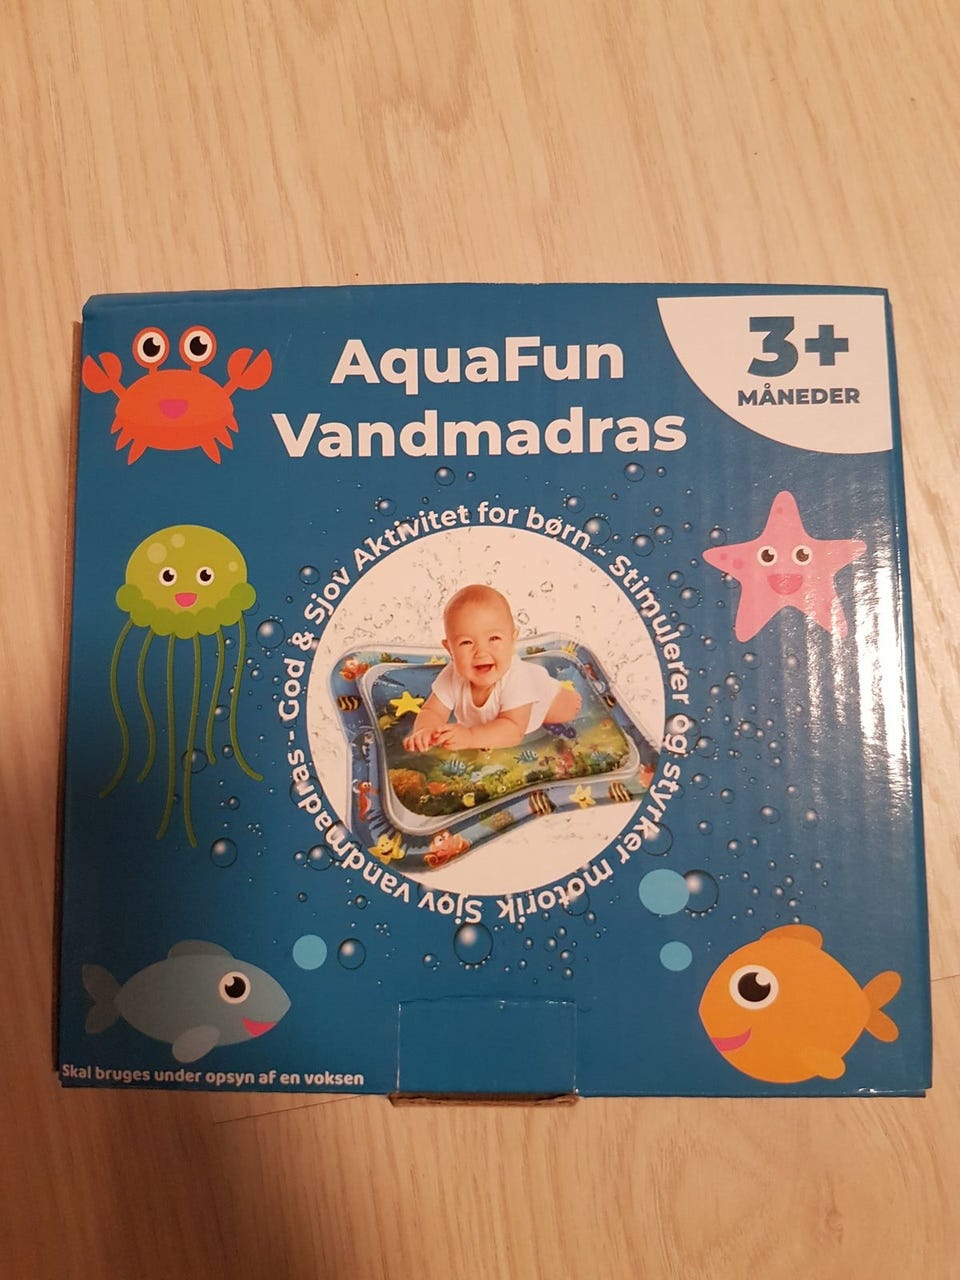 AquaFun
Vandmadras
3+
MÅNEDER
God & Sjov Aktivitet for børn - Stimulerer og styrker motorik Sjov vandmadras -
Skal bruges under opsyn af en voksen